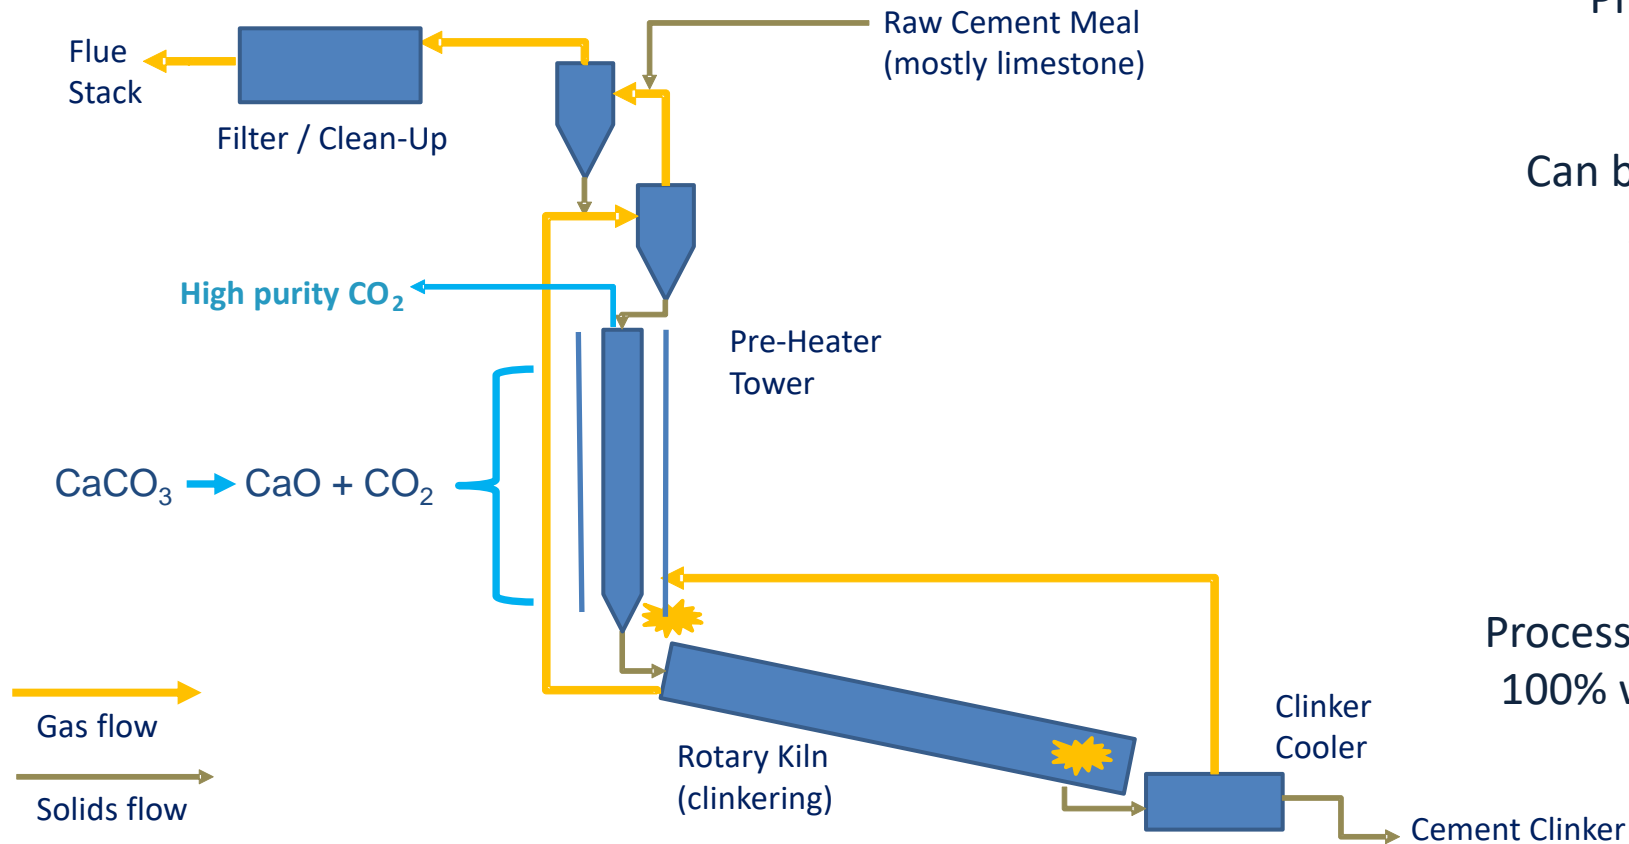 Raw Cement Meal
(mostly limestone)
Flue
Stack
Filter / Clean-Up
Can b
High purity CO₂
Pre-Heater
Tower
CaCO₃ → CaO + CO₂
Process
100%
Gas flow
Solids flow
Rotary Kiln
(clinkering)
Clinker
Cooler
Cement Clinker